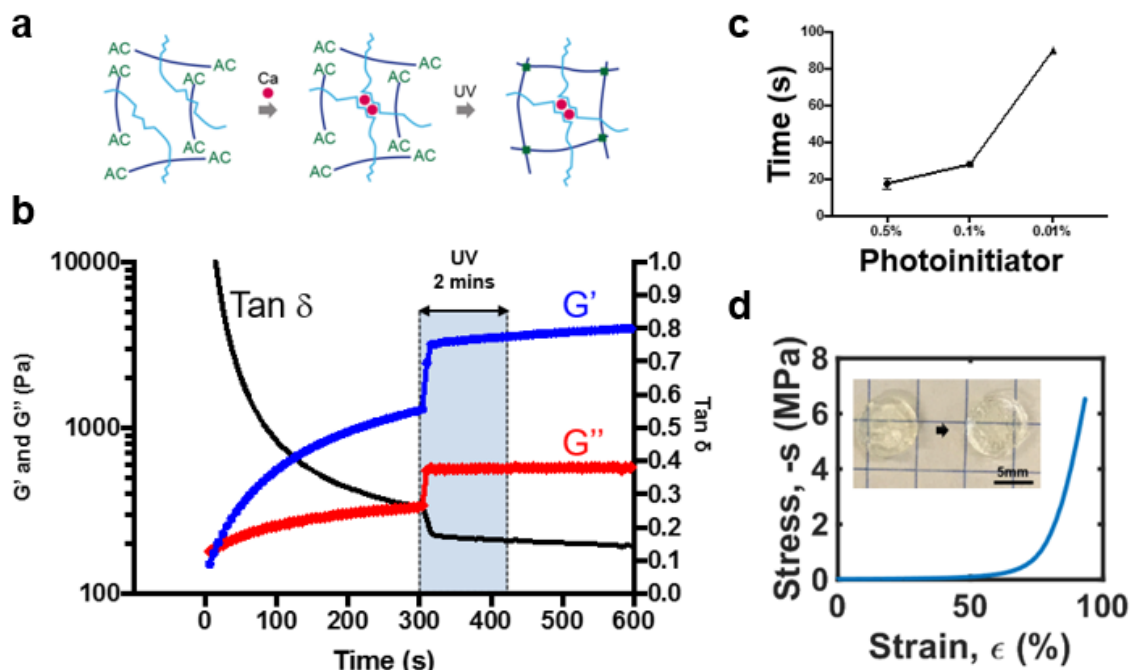 a
AC
AC
AC
AC
AC
AC
AC
AC
Ca
AC
AC
AC
AC
AC
AC
AC
AC
UV
b
G' and G'' (Pa)
10000
1000
100
UV
2 mins
Tan δ
G'
G''
1.0
0.9
0.8
0.7
0.6
0.5
0.4
0.3
0.2
0.1
0.0
Tan δ
0 100 200 300 400 500 600
Time (s)
c
Time (s)
100
80
60
40
20
0
0.5% 0.1% 0.01%
Photoinitiator
d
Stress, -s (MPa)
8
6
4
2
0
5mm
0 50 100
Strain, ϵ (%)